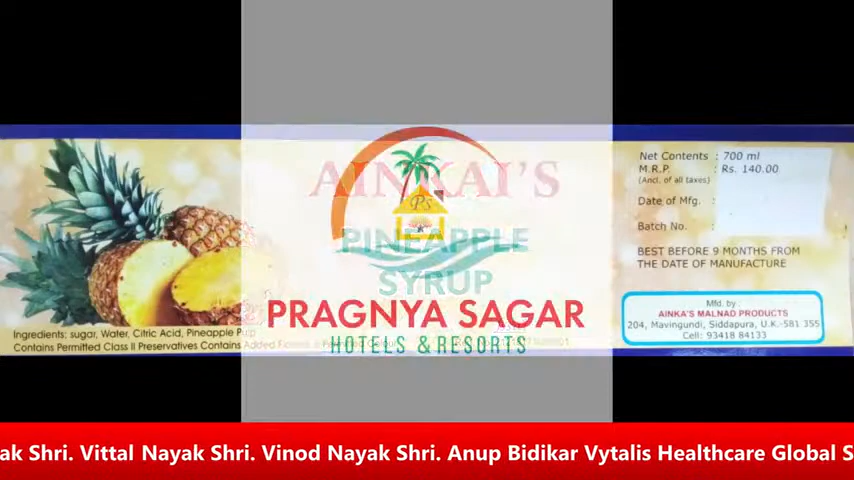 AINKAI'S
PINEAPPLE
SYRUP
Ps
PRAGNYA SAGAR
HOTELS & RESORTS
Ingredients: sugar, Water, Citric Acid, Pineapple Pulp
Contains Permitted Class II Preservatives Contains Added
Net Contents : 700 ml
M.R.P. : Rs. 140.00
(Ancl. of all taxes)
Date of Mfg. :
Batch No. :
BEST BEFORE 9 MONTHS FROM
THE DATE OF MANUFACTURE
Mfd. by :
AINKA'S MALNAD PRODUCTS
204, Mavingundi, Siddapura, U.K.-581 355
Cell: 93418 84133
ak Shri. Vittal Nayak Shri. Vinod Nayak Shri. Anup Bidikar Vytalis Healthcare Global S